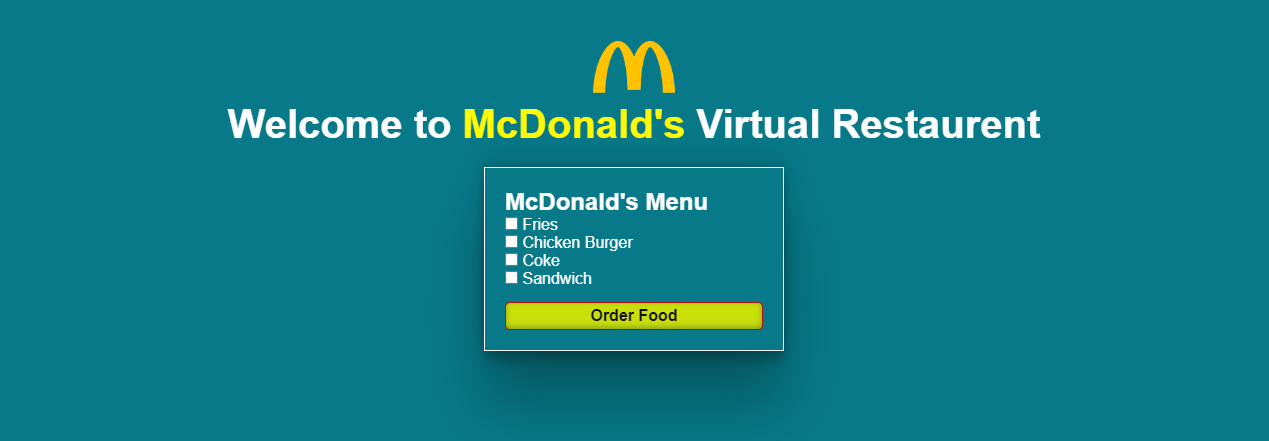 Welcome to McDonald's Virtual Restaurent
McDonald's Menu
Fries
Chicken Burger
Coke
Sandwich
Order Food